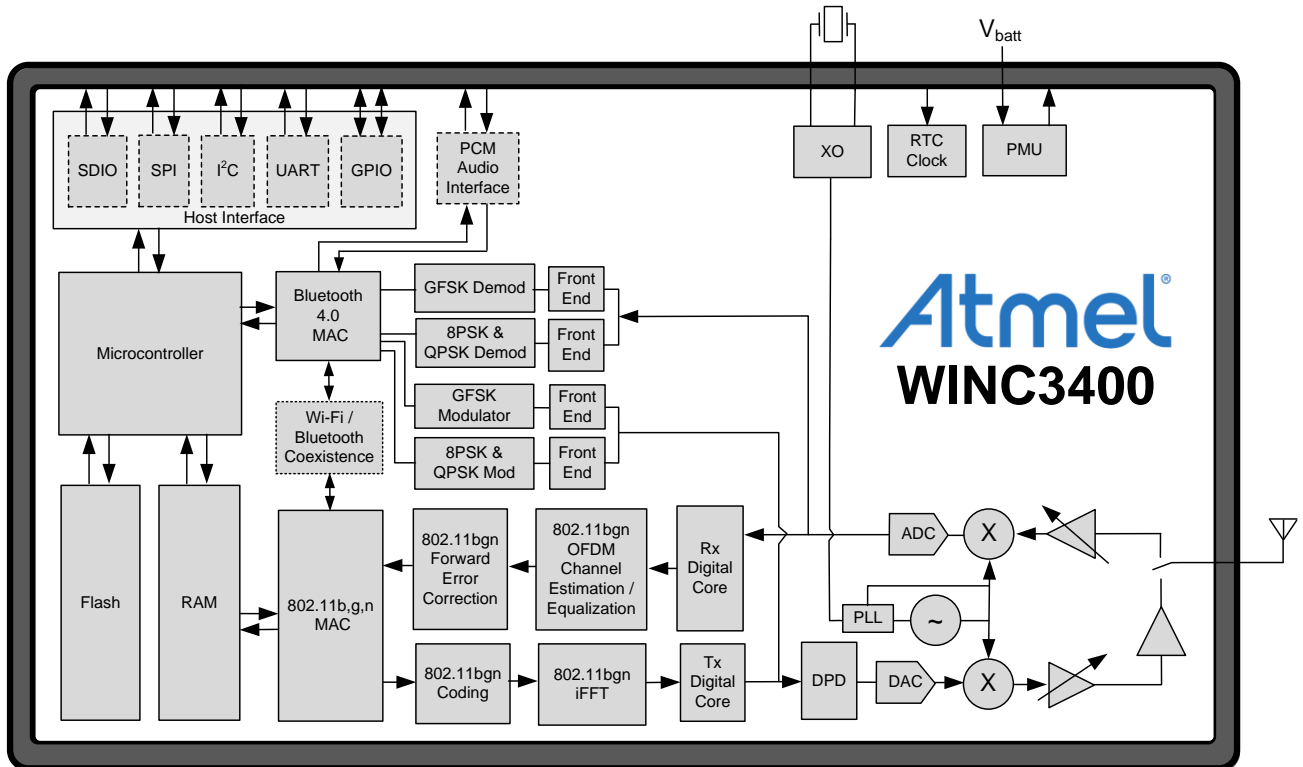 V_batt
SDIO
SPI
I²C
UART
GPIO
Host Interface
PCM
Audio
Interface
XO
RTC
Clock
PMU
Microcontroller
Bluetooth
4.0
MAC
GFSK Demod
Front
End
8PSK &
QPSK Demod
Front
End
GFSK
Modulator
Front
End
8PSK &
QPSK Mod
Front
End
Wi-Fi /
Bluetooth
Coexistence
Atmel®
WINC3400
Flash
RAM
802.11b,g,n
MAC
802.11bgn
Forward
Error
Correction
802.11bgn
OFDM
Channel
Estimation /
Equalization
Rx
Digital
Core
ADC
X
PLL
~
802.11bgn
Coding
802.11bgn
iFFT
Tx
Digital
Core
DPD
DAC
X